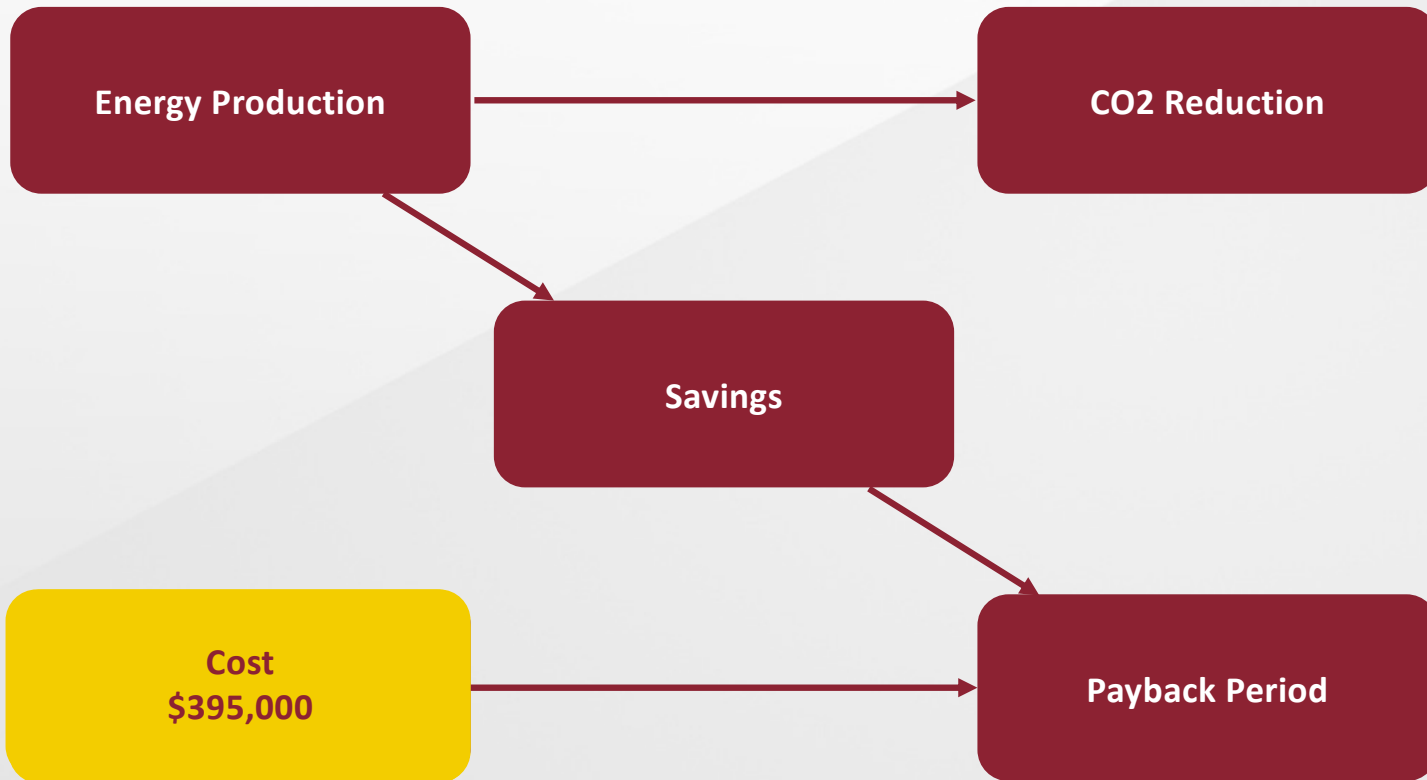 Energy Production
CO2 Reduction
Savings
Cost
$395,000
Payback Period